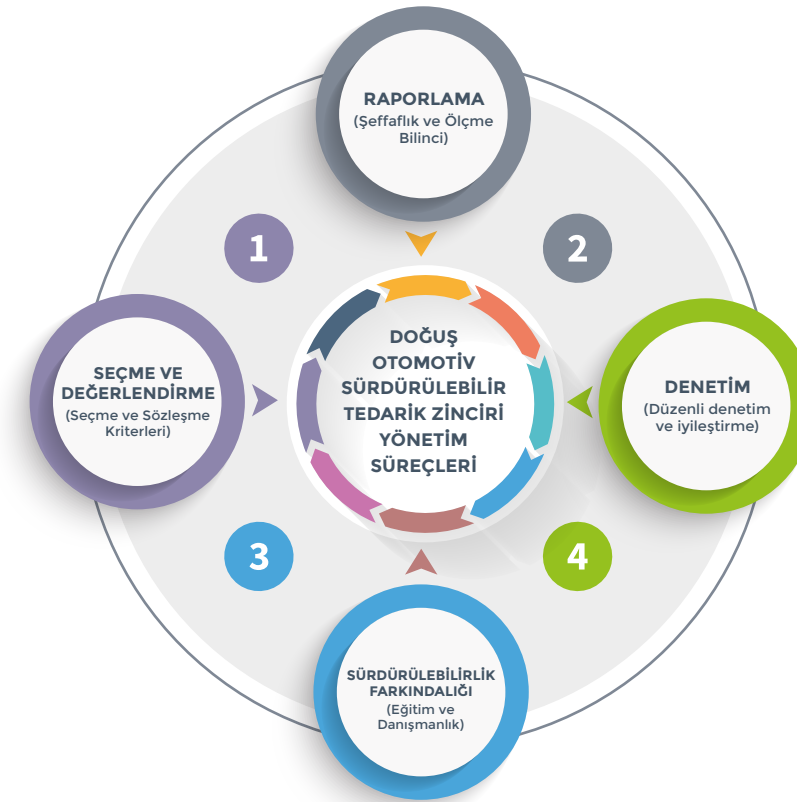 RAPORLAMA
(Şeffaflık ve Ölçme
Bilinci)
1
2
SEÇME VE
DEĞERLENDİRME
(Seçme ve Sözleşme
Kriterleri)
DOĞUŞ
OTOMOTİV
SÜRDÜRÜLEBİLİR
TEDARİK ZİNCİRİ
YÖNETİM
SÜREÇLERİ
DENETİM
(Düzenli denetim
ve iyileştirme)
3
4
SÜRDÜRÜLEBİLİRLİK
FARKINDALIĞI
(Eğitim ve
Danışmanlık)